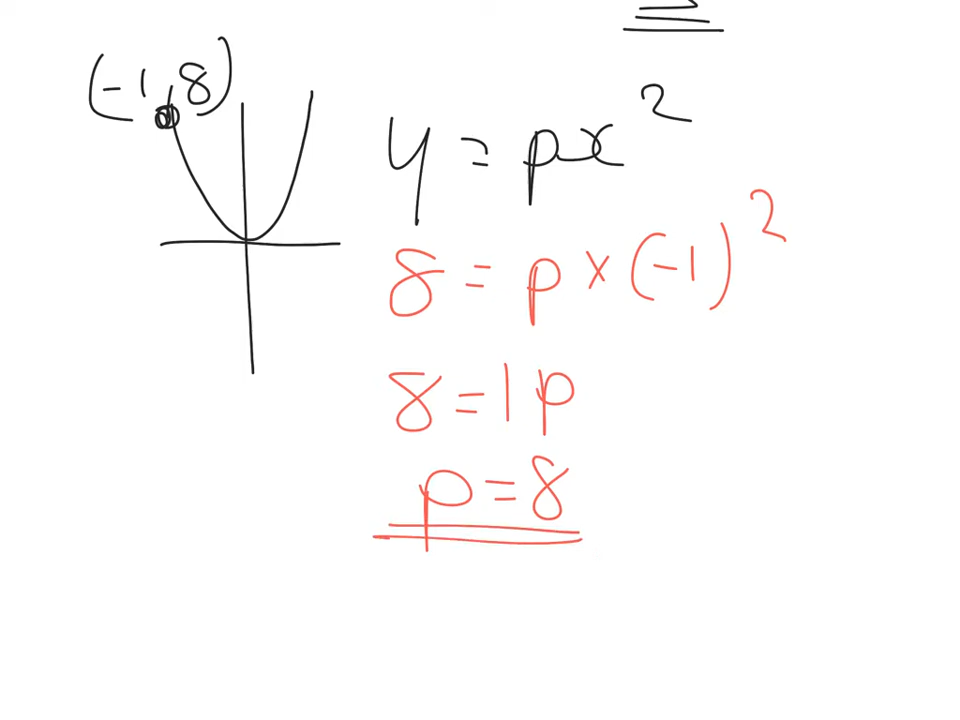 (-1,8)
y = px²
8 = p × (-1)²
8 = 1p
p = 8